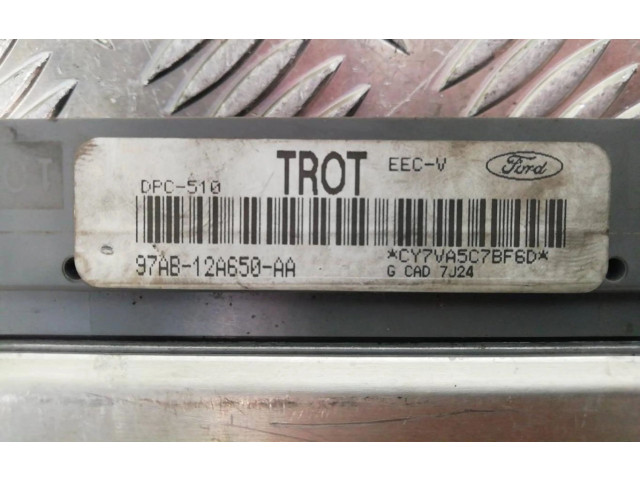 TROT
EEC-V
Ford
DPC-510
97AB-12A650-AA
*CY7VA5C7BF6D*
G CAD 7J24